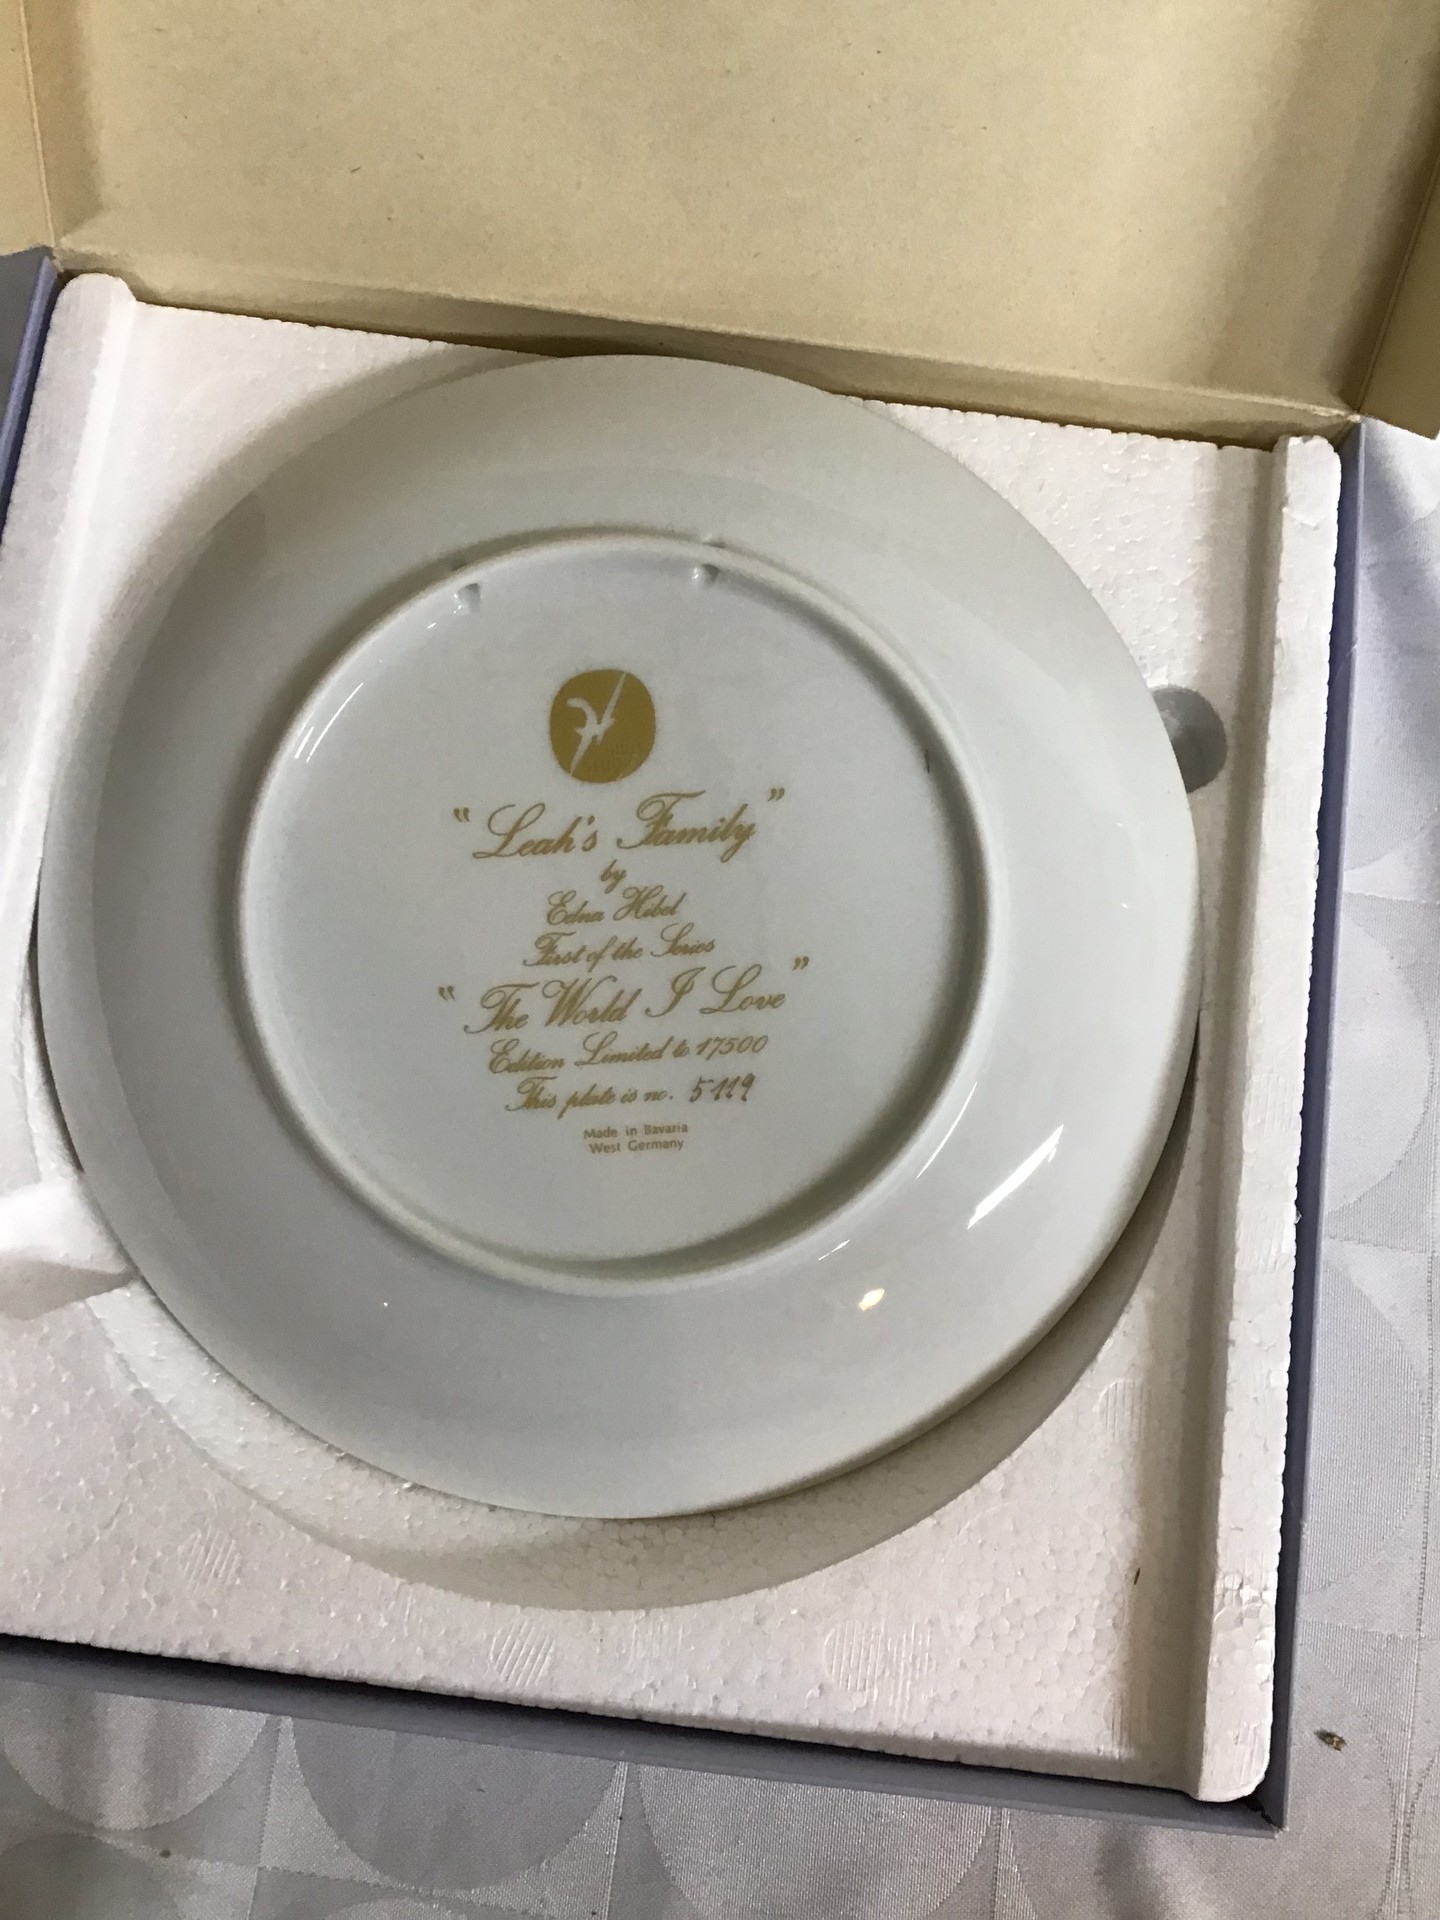 "Leah's Family"
by
Edna Hibel
First of the Series
"The World I Love"
Edition Limited to 17500
This plate is no. 5119
Made in Bavaria
West Germany